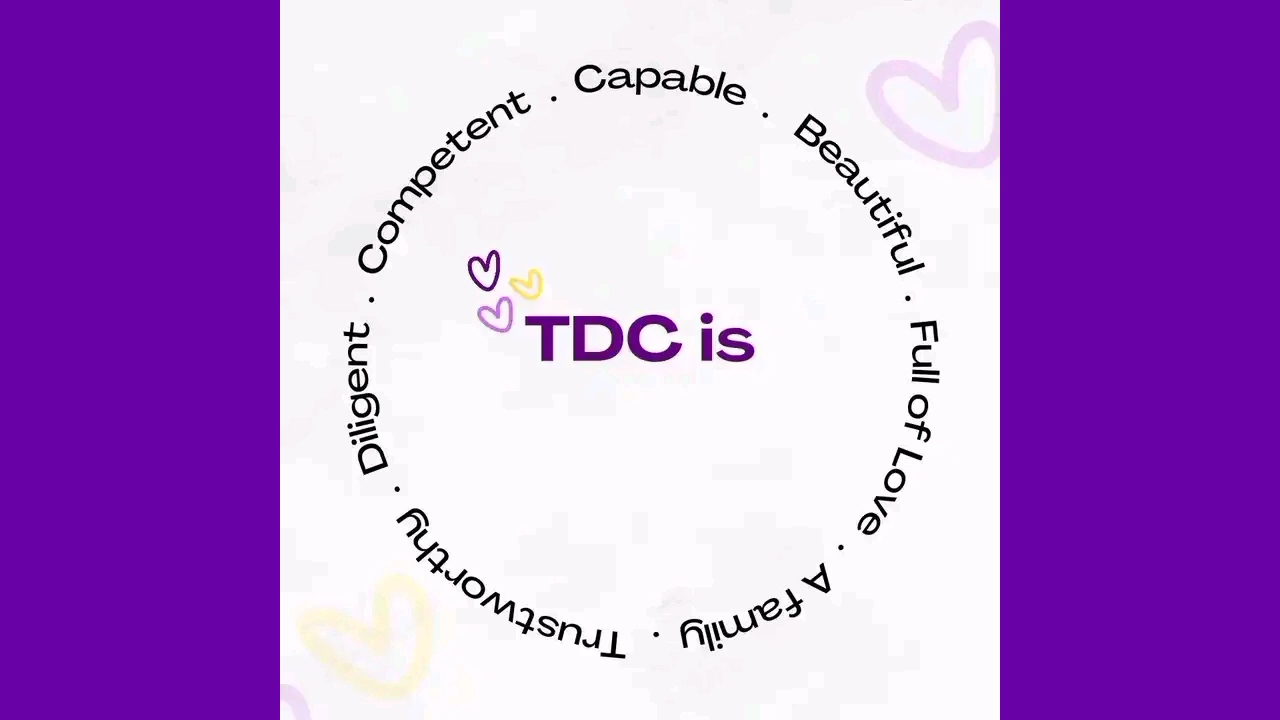 Capable . Beautiful . Full of Love . A family . Trustworthy . Diligent . Competent .
TDC is